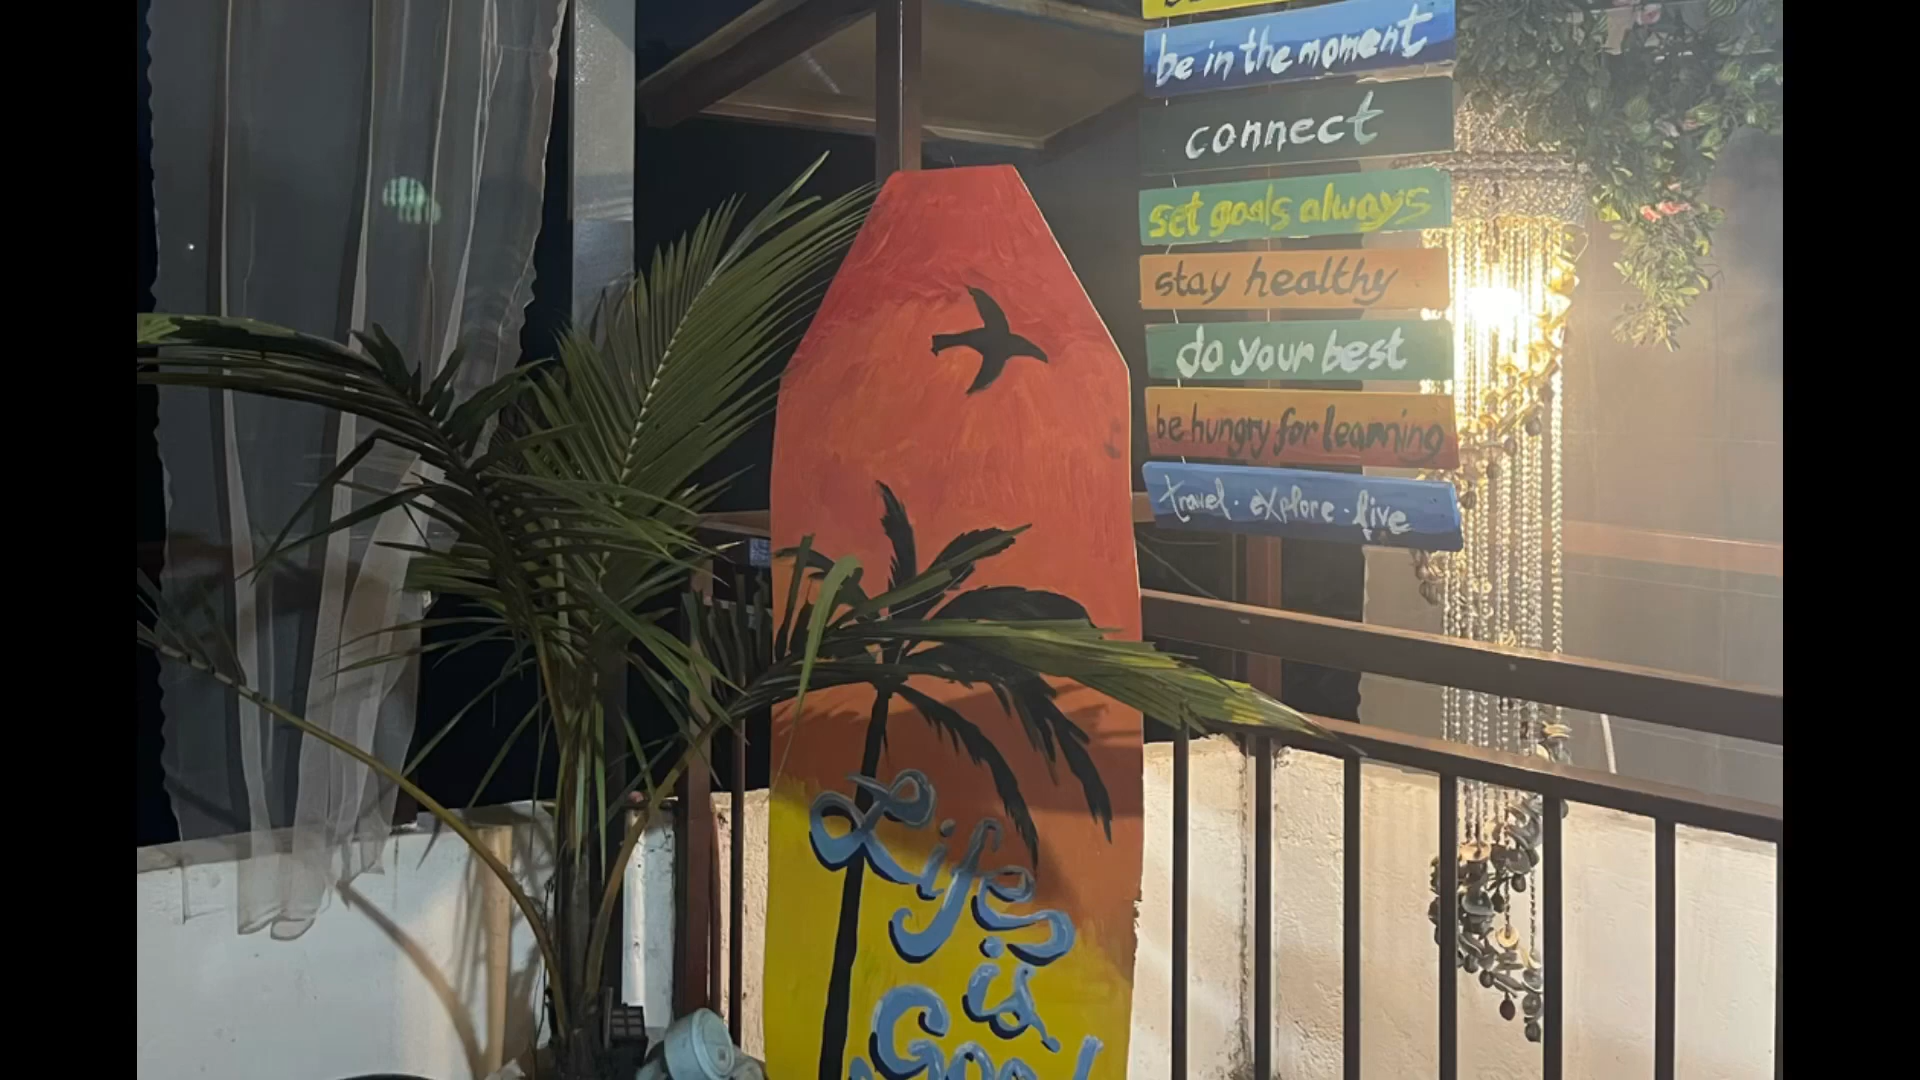 be in the moment
connect
set goals always
stay healthy
do your best
be hungry for learning
travel . explore . live
Life
is
Good